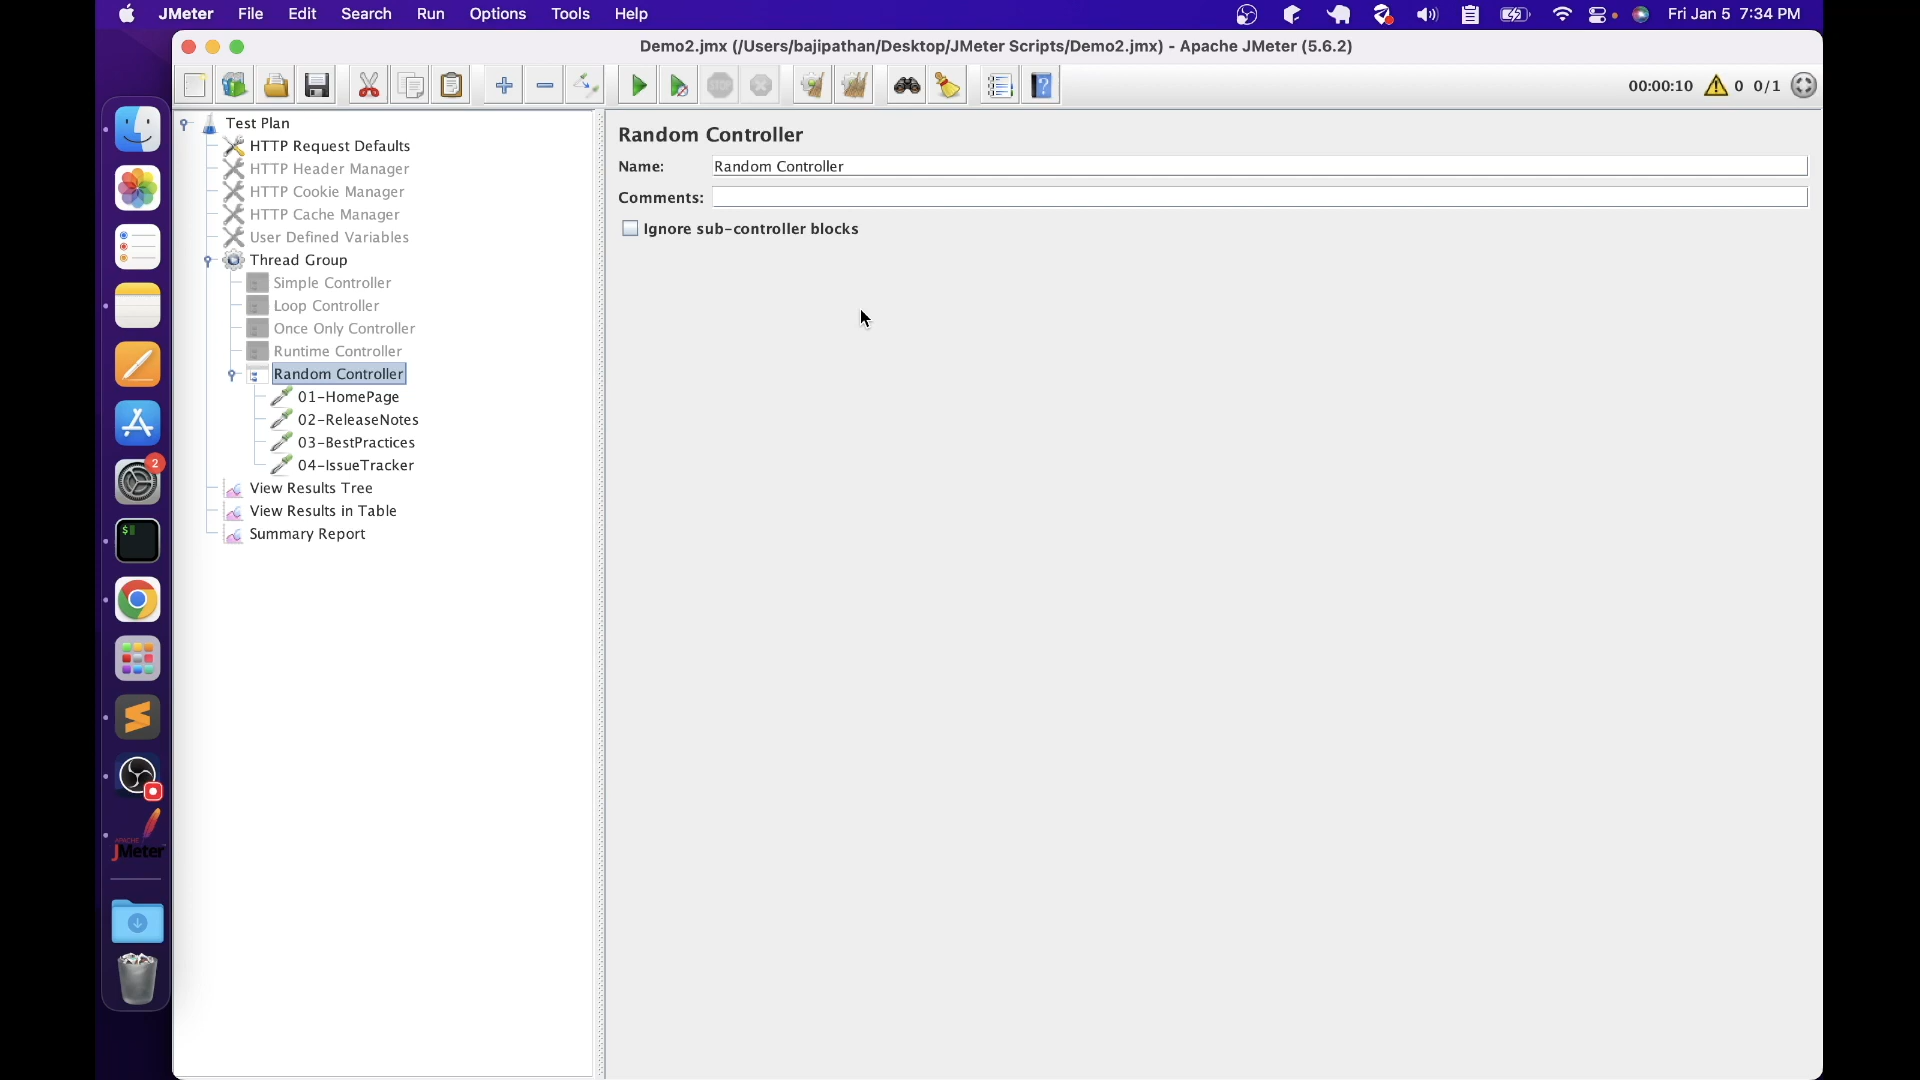 JMeter File Edit Search Run Options Tools Help Fri Jan 5 7:34 PM
Demo2.jmx (/Users/bajipathan/Desktop/JMeter Scripts/Demo2.jmx) - Apache JMeter (5.6.2)
STOP ? 00:00:10 0 0/1
Test Plan
HTTP Request Defaults
HTTP Header Manager
HTTP Cookie Manager
HTTP Cache Manager
User Defined Variables
Thread Group
Simple Controller
Loop Controller
Once Only Controller
Runtime Controller
Random Controller
01-HomePage
02-ReleaseNotes
03-BestPractices
04-IssueTracker
View Results Tree
View Results in Table
Summary Report
Random Controller
Name: Random Controller
Comments:
Ignore sub-controller blocks
2
$
APACHE
JMeter